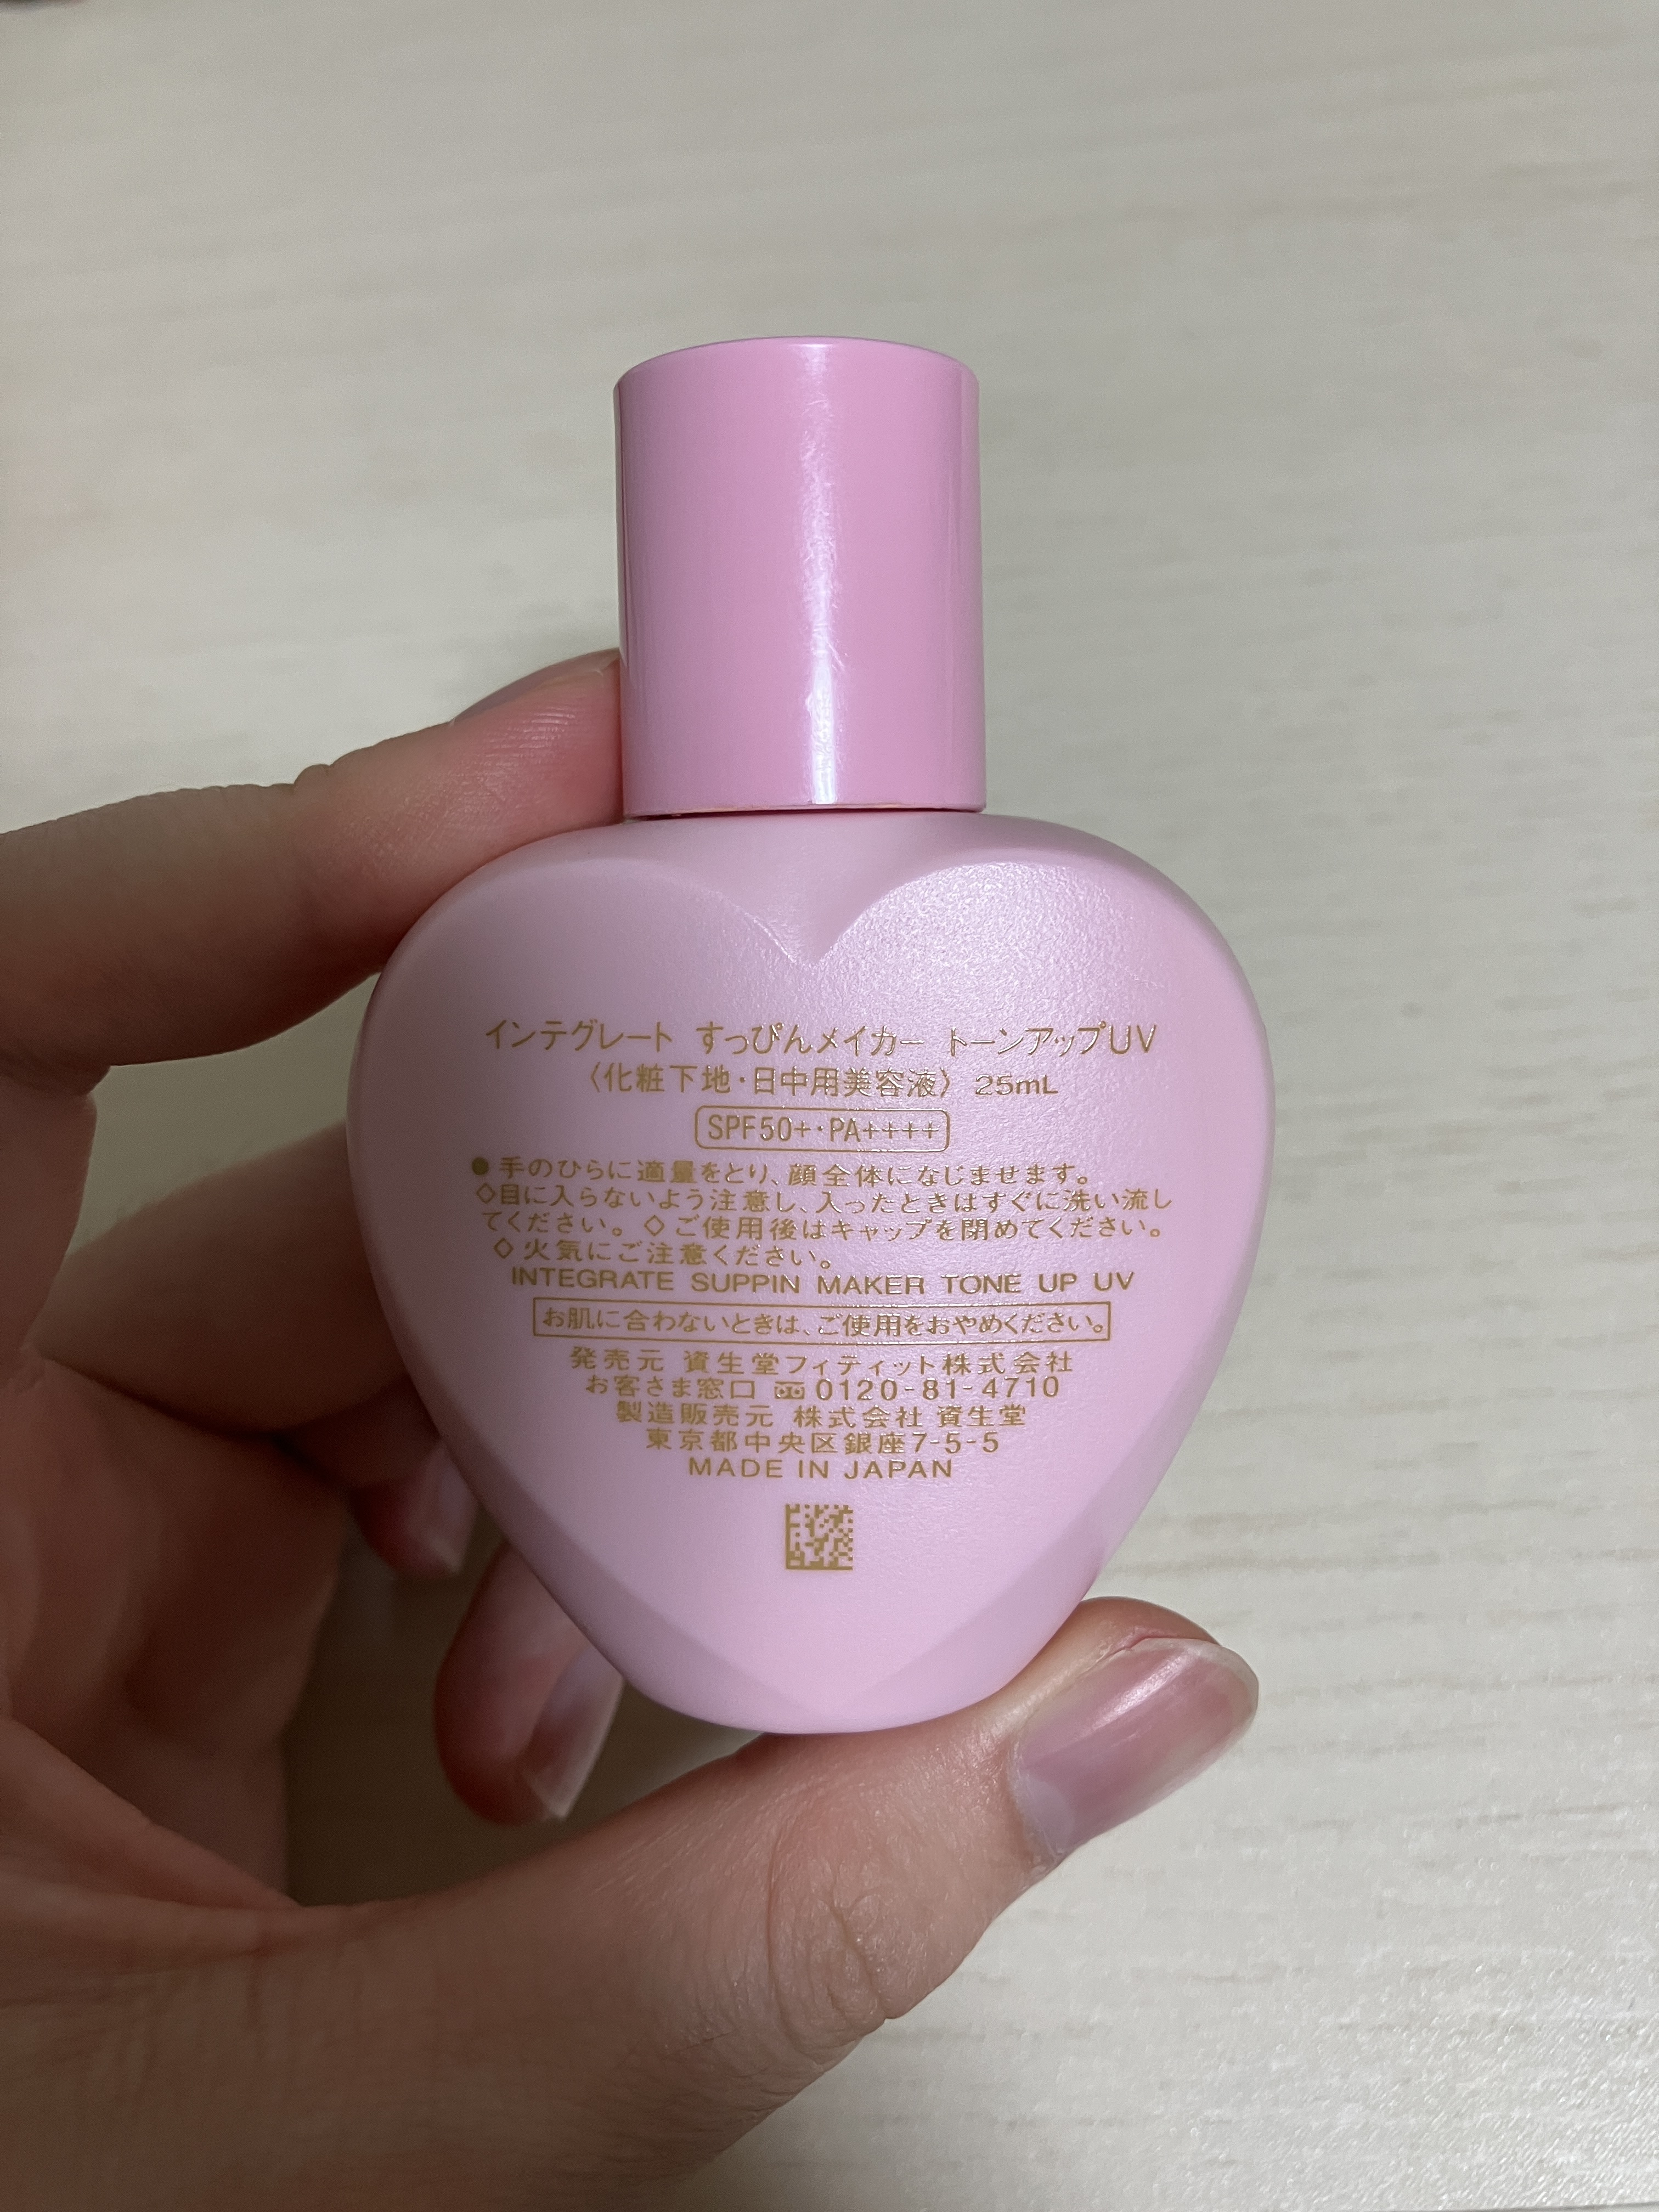 インテグレート すっぴんメイカー トーンアップUV
〈化粧下地・日中用美容液〉 25mL
SPF50+・PA++++
● 手のひらに適量をとり、顔全体になじませます。
◇目に入らないよう注意し、入ったときはすぐに洗い流し
てください。◇ご使用後はキャップを閉めてください。
◇火気にご注意ください。
INTEGRATE SUPPIN MAKER TONE UP UV
お肌に合わないときは、ご使用をおやめください。
発売元 資生堂フィティット株式会社
お客さま窓口 0120-81-4710
製造販売元 株式会社 資生堂
東京都中央区銀座7-5-5
MADE IN JAPAN